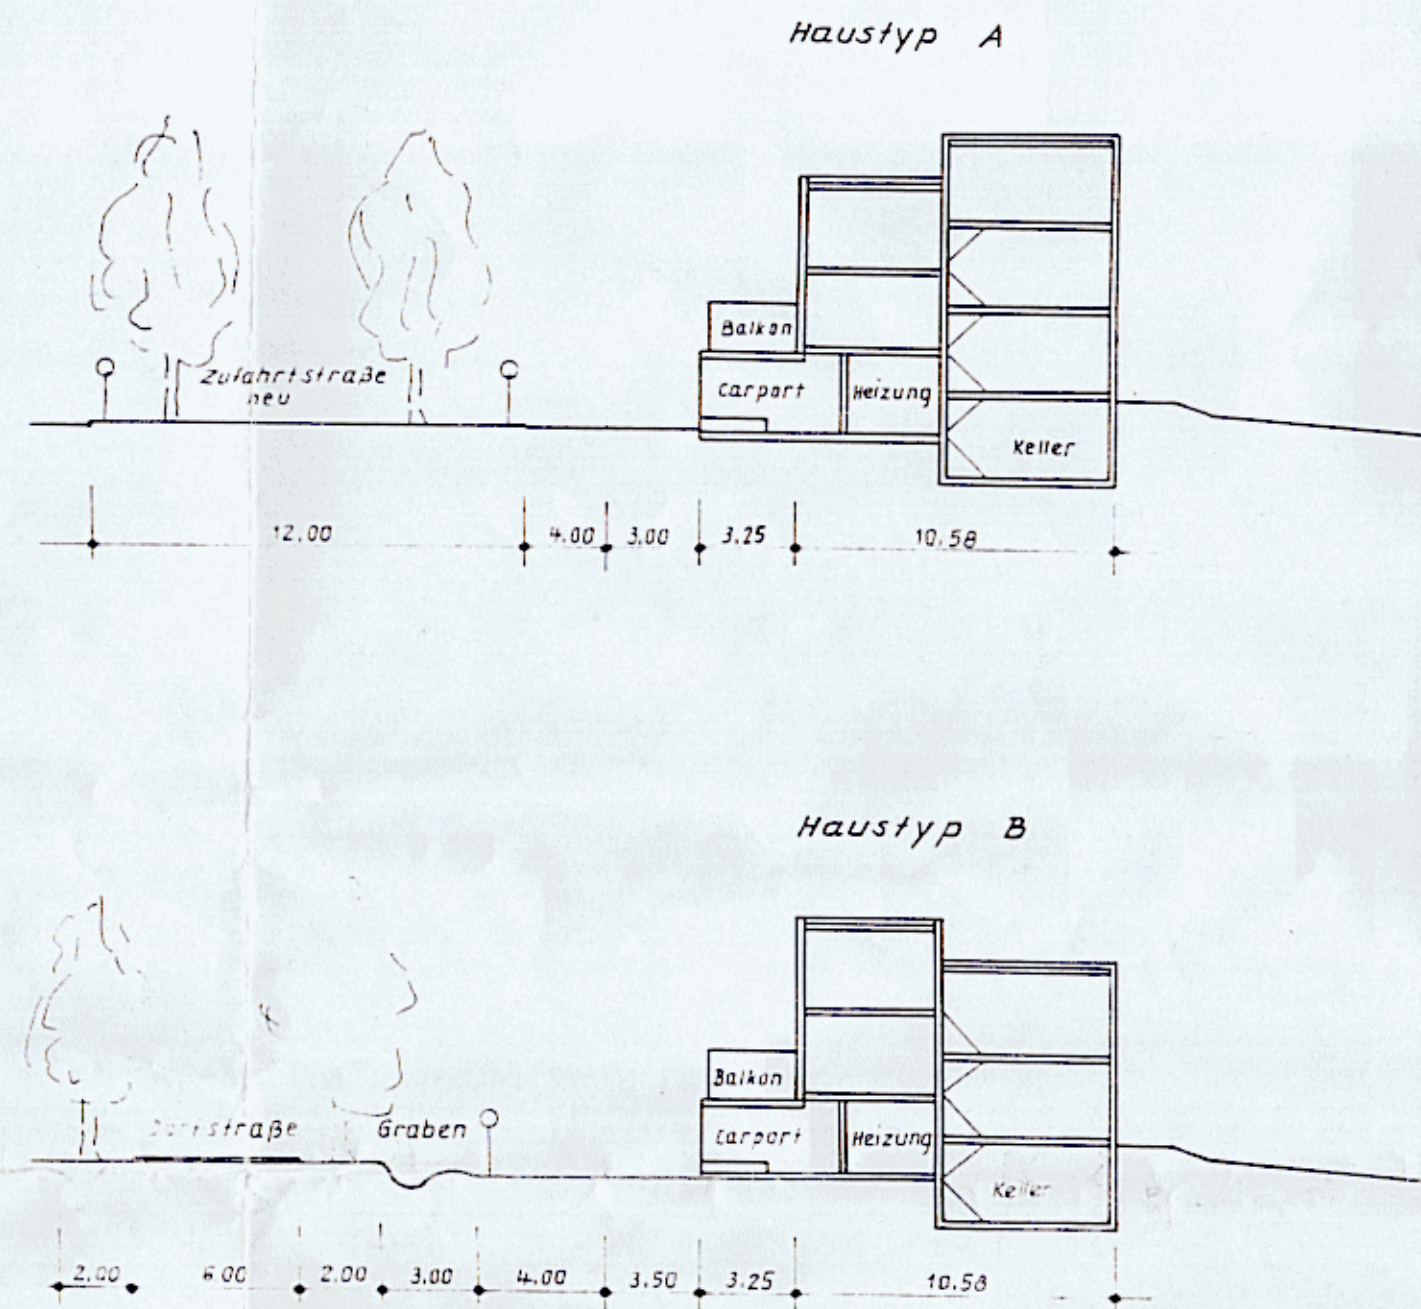 Haustyp A
Balkon
Zufahrtstraße
neu
Carport
Heizung
Keller
12.00
4.00
3.00
3.25
10.58
Haustyp B
Balkon
Graben
Carport
Heizung
Keller
2.00
6.00
2.00
3.00
4.00
3.50
3.25
10.58